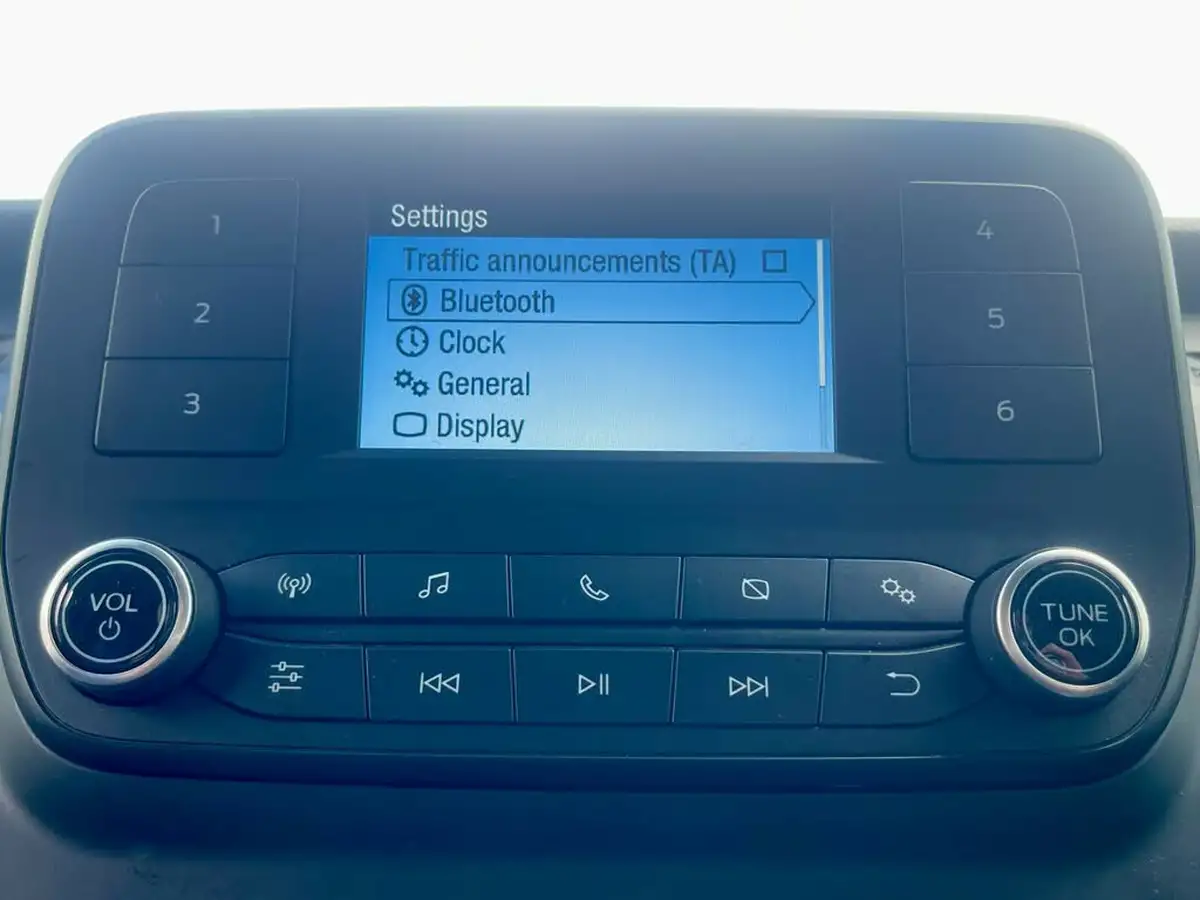 Settings
Traffic announcements (TA)
Bluetooth
Clock
General
Display
1
2
3
4
5
6
VOL
TUNE
OK